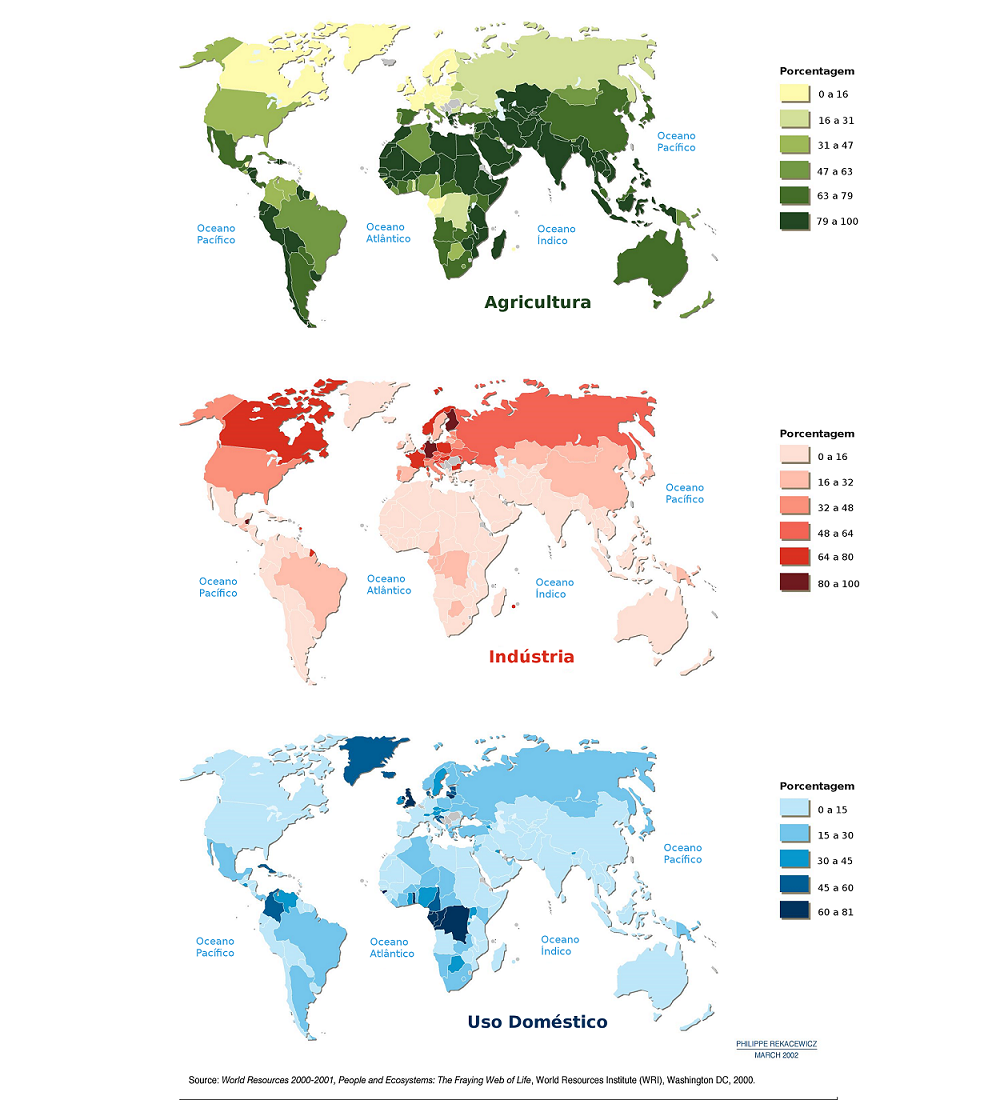 Porcentagem
0 a 16
16 a 31
31 a 47
47 a 63
63 a 79
79 a 100
Oceano
Pacífico
Oceano
Pacífico
Oceano
Atlântico
Oceano
Índico
Agricultura
Porcentagem
0 a 16
16 a 32
32 a 48
48 a 64
64 a 80
80 a 100
Oceano
Pacífico
Oceano
Pacífico
Oceano
Atlântico
Oceano
Índico
Indústria
Porcentagem
0 a 15
15 a 30
30 a 45
45 a 60
60 a 81
Oceano
Pacífico
Oceano
Pacífico
Oceano
Atlântico
Oceano
Índico
Uso Doméstico
PHILIPPE REKACEWICZ
MARCH 2002
Source: World Resources 2000-2001, People and Ecosystems: The Fraying Web of Life, World Resources Institute (WRI), Washington DC, 2000.